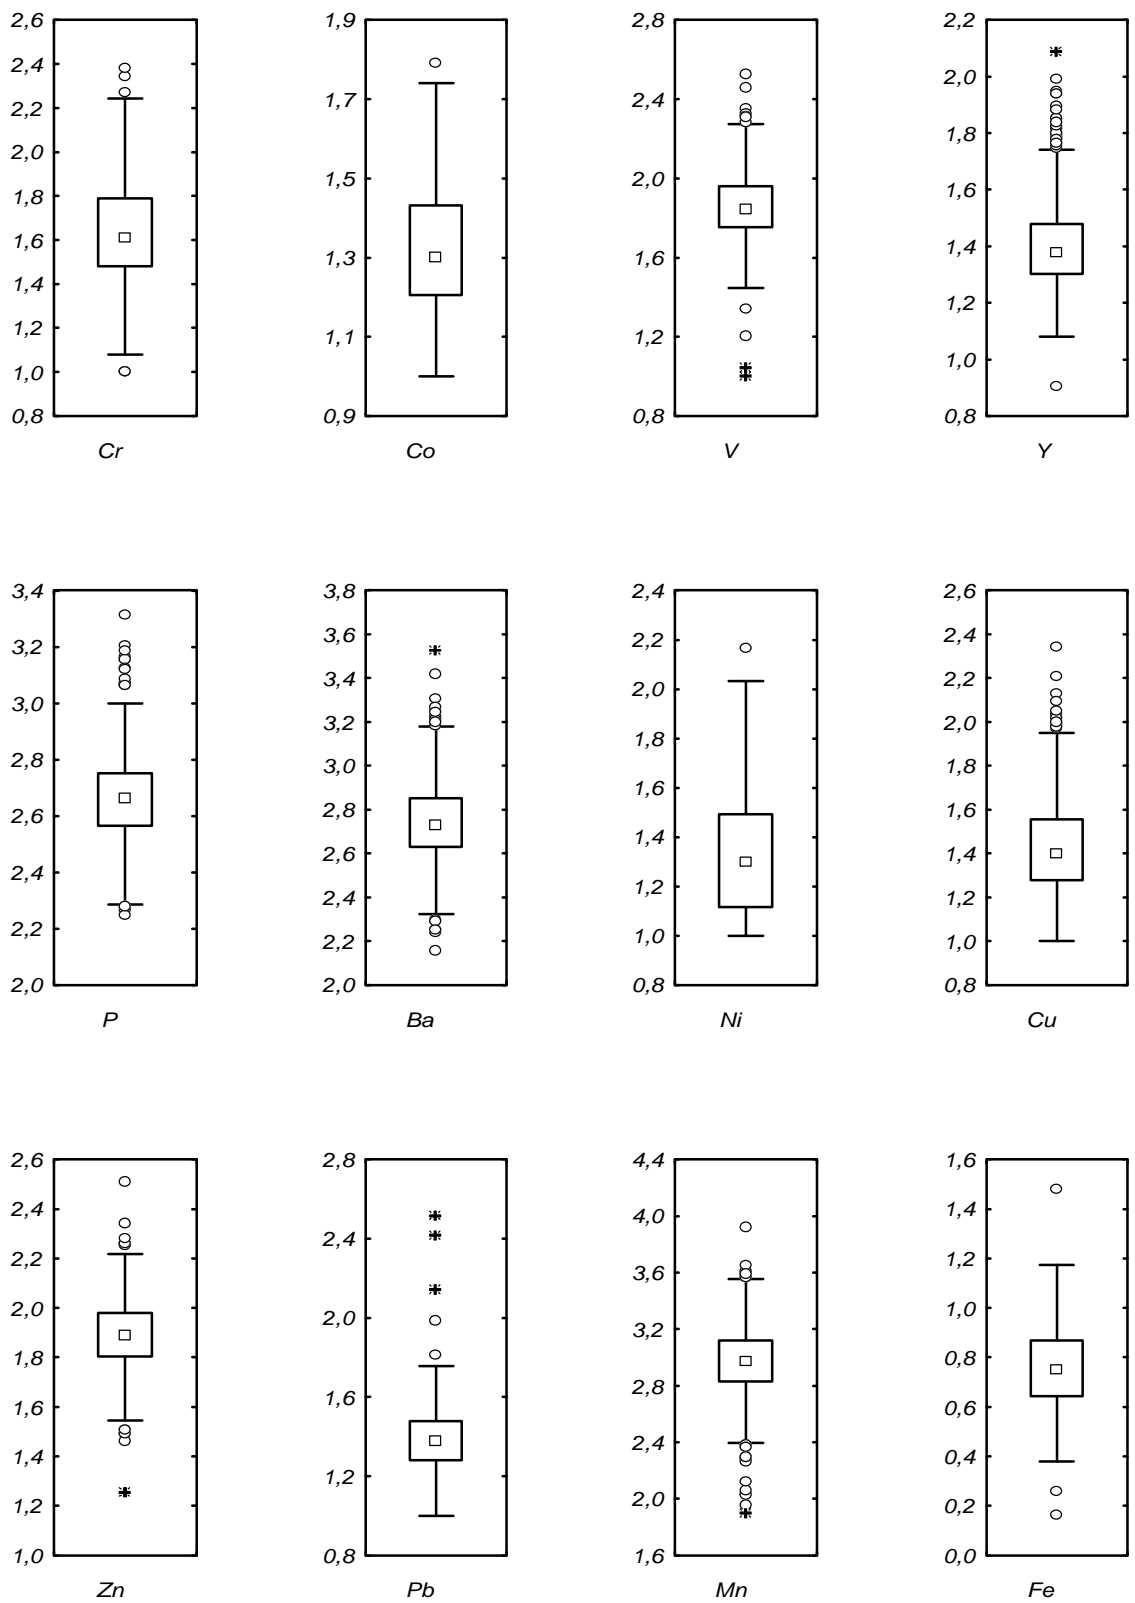 2,6 1,9 2,8 2,2
2,4 1,7 2,4 2,0
2,2 1,5 2,0 1,8
2,0 1,3 1,6 1,6
1,8 1,1 1,2 1,4
1,6 0,9 0,8 1,2
1,4 1,0
1,2 0,8
1,0
0,8
Cr Co V Y
3,4 3,8 2,4 2,6
3,2 3,6 2,2 2,4
3,0 3,4 2,0 2,2
2,8 3,2 1,8 2,0
2,6 3,0 1,6 1,8
2,4 2,8 1,4 1,6
2,2 2,6 1,2 1,4
2,0 2,4 1,0 1,2
2,2 0,8 1,0
2,0 0,8
P Ba Ni Cu
2,6 2,8 4,4 1,6
2,4 2,4 4,0 1,4
2,2 2,0 3,6 1,2
2,0 1,6 3,2 1,0
1,8 1,2 2,8 0,8
1,6 0,8 2,4 0,6
1,4 2,0 0,4
1,2 1,6 0,2
1,0 0,0
Zn Pb Mn Fe